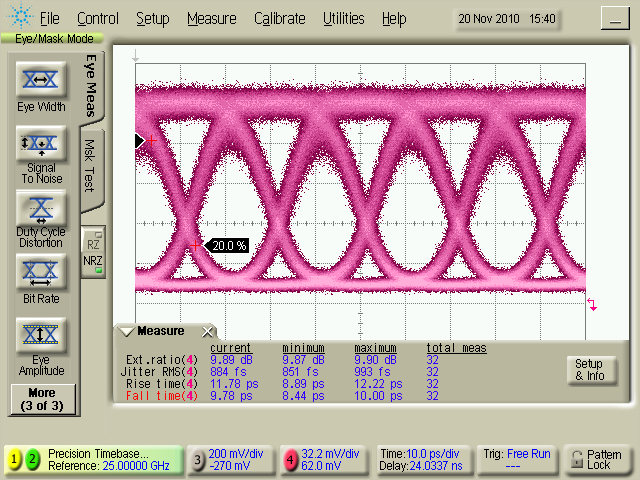 File Control Setup Measure Calibrate Utilities Help 20 Nov 2010 15:40
Eye/Mask Mode
Eye Meas
Msk Test
Eye Width
Signal
To Noise
Duty Cycle
Distortion
RZ
NRZ
Bit Rate
Eye
Amplitude
More
(3 of 3)
20.0 %
Measure
current minimum maximum total meas
Ext.ratio(4) 9.89 dB 9.87 dB 9.90 dB 32
Jitter RMS(4) 884 fs 851 fs 993 fs 32
Rise time(4) 11.78 ps 8.89 ps 12.22 ps 32
Fall time(4) 9.78 ps 8.44 ps 10.00 ps 32
Setup
& Info
1 2 Precision Timebase...
Reference: 25.00000 GHz
3 200 mV/div
-270 mV
4 32.2 mV/div
62.0 mV
Time:10.0 ps/div
Delay:24.0337 ns
Trig: Free Run
---
Pattern
Lock